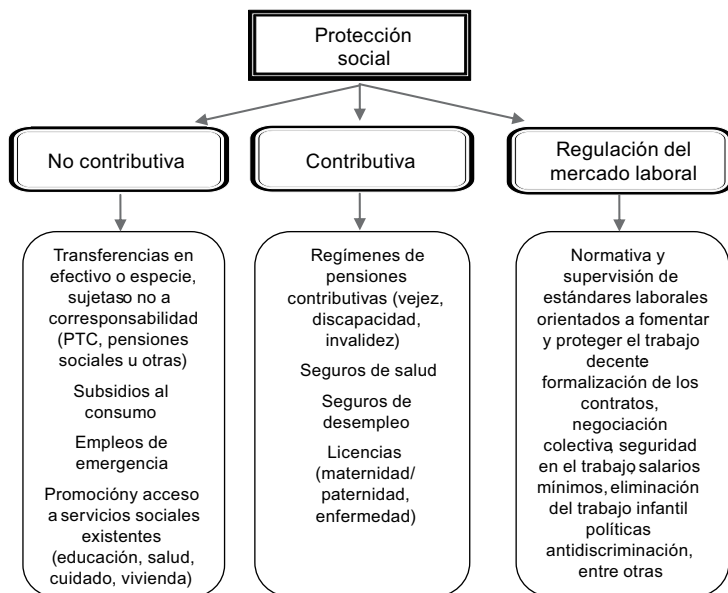 Protección
social
No contributiva
Contributiva
Regulación del
mercado laboral
Transferencias en
efectivo o especie,
sujetaso no a
corresponsabilidad
(PTC, pensiones
sociales u otras)
Subsidios al
consumo
Empleos de
emergencia
Promocióny acceso
a servicios sociales
existentes
(educación, salud,
cuidado, vivienda)
Regímenes de
pensiones
contributivas (vejez,
discapacidad,
invalidez)
Seguros de salud
Seguros de
desempleo
Licencias
(maternidad/
paternidad,
enfermedad)
Normativa y
supervisión de
estándares laborales
orientados a fomentar
y proteger el trabajo
decente
formalización de los
contratos,
negociación
colectiva, seguridad
en el trabajo, salarios
mínimos, eliminación
del trabajo infantil
políticas
antidiscriminación,
entre otras